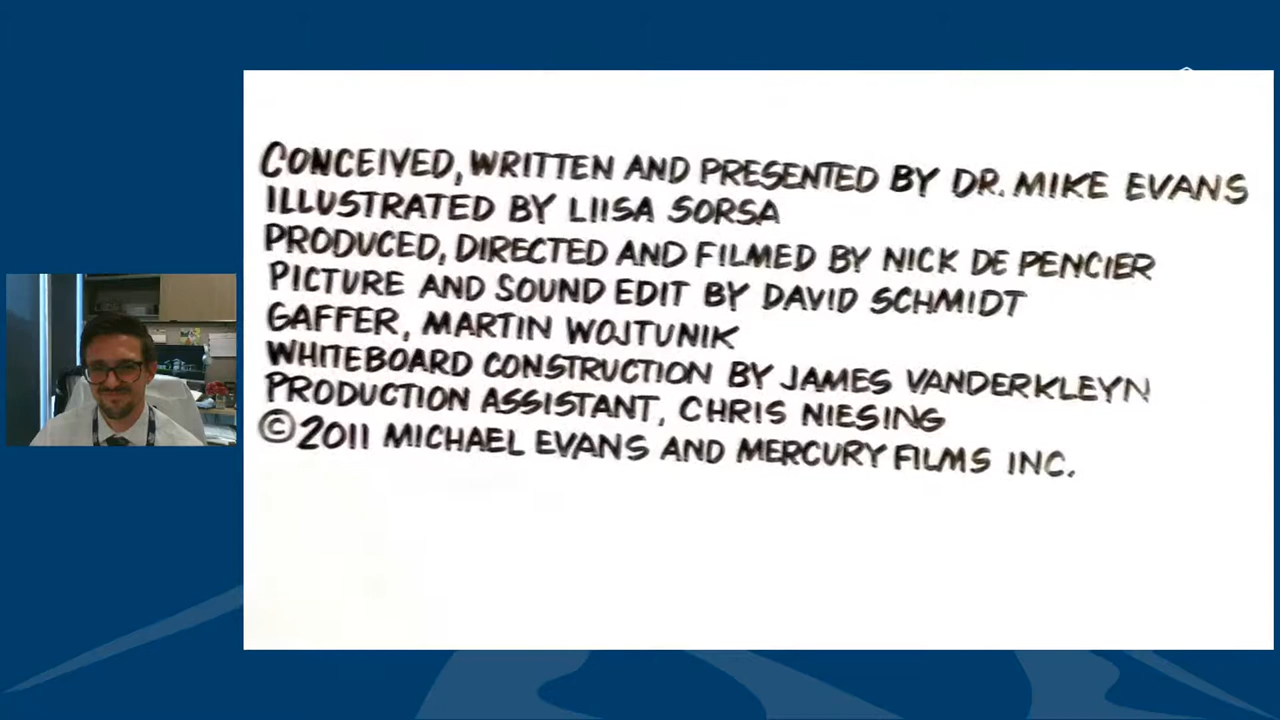 CONCEIVED, WRITTEN AND PRESENTED BY DR. MIKE EVANS
ILLUSTRATED BY LIISA SORSA
PRODUCED, DIRECTED AND FILMED BY NICK DE PENCIER
PICTURE AND SOUND EDIT BY DAVID SCHMIDT
GAFFER, MARTIN WOJTUNIK
WHITEBOARD CONSTRUCTION BY JAMES VANDERKLEYN
PRODUCTION ASSISTANT, CHRIS NIESING
©2011 MICHAEL EVANS AND MERCURY FILMS INC.